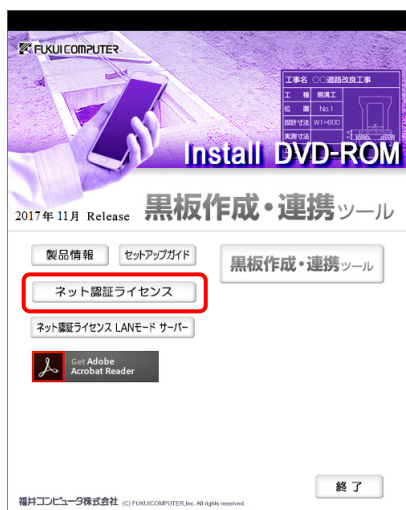 FUKUI COMPUTER
工事名 ○○道路改良工事
工 種 側溝工
位 置 No.1
設計寸法 W1=600
実測寸法
Install DVD-ROM
2017年11月 Release 黒板作成・連携ツール
製品情報 セットアップガイド 黒板作成・連携ツール
ネット認証ライセンス
ネット認証ライセンス LANモード サーバー
Get Adobe
Acrobat Reader
終 了
福井コンピュータ株式会社 (C) FUKUICOMPUTER,Inc. All rights reserved.